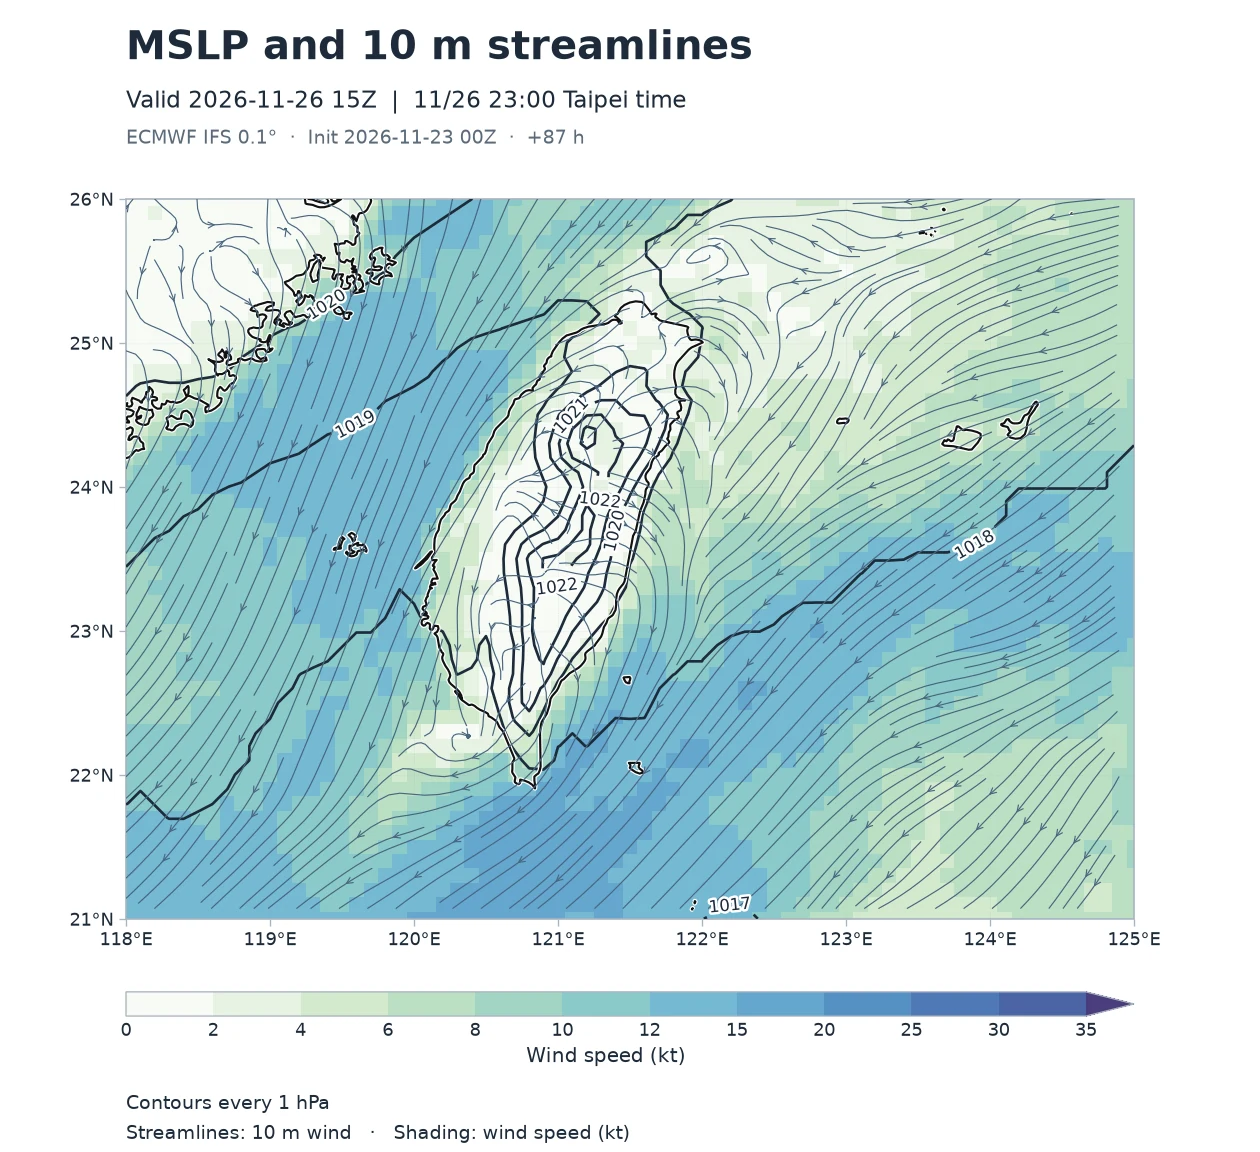 MSLP and 10 m streamlines
Valid 2026-11-26 15Z | 11/26 23:00 Taipei time
ECMWF IFS 0.1° · Init 2026-11-23 00Z · +87 h
26°N
25°N
24°N
23°N
22°N
21°N
1020
1019
1021
1022
1020
1022
1018
1017
118°E 119°E 120°E 121°E 122°E 123°E 124°E 125°E
0 2 4 6 8 10 12 15 20 25 30 35
Wind speed (kt)
Contours every 1 hPa
Streamlines: 10 m wind · Shading: wind speed (kt)